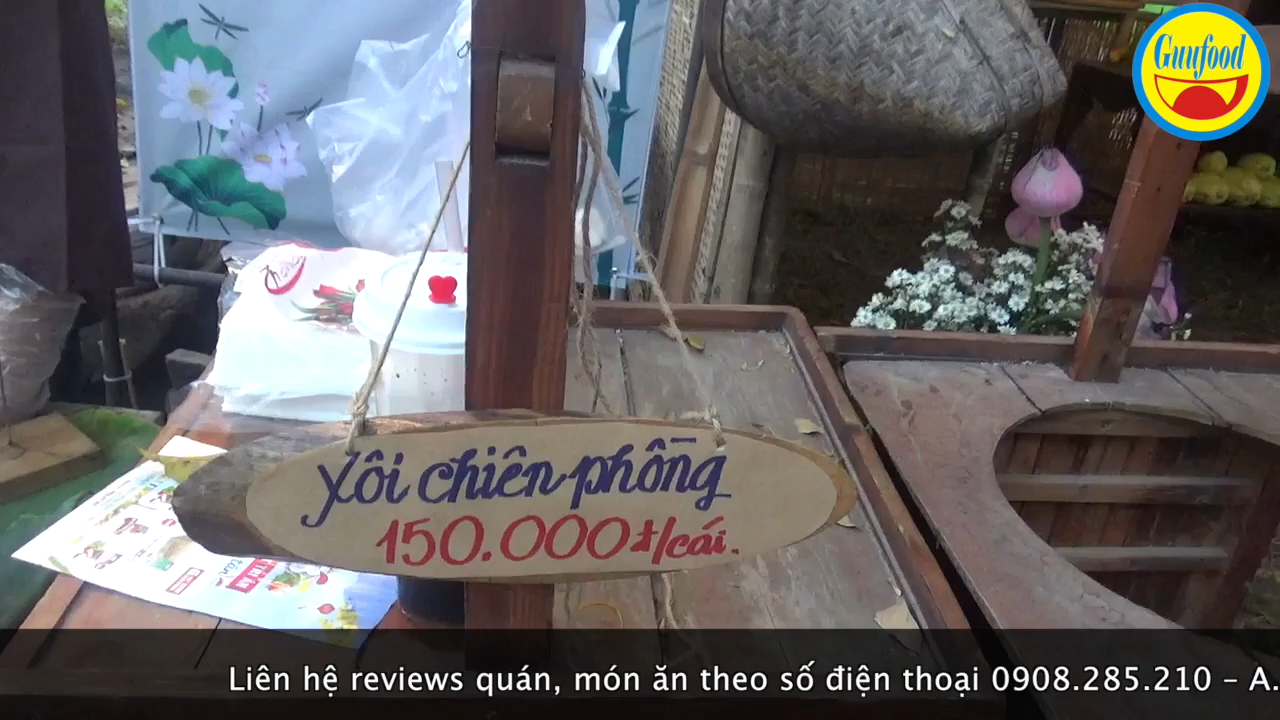 Guufood
Xôi chiên phồng
150.000đ/cái.
Liên hệ reviews quán, món ăn theo số điện thoại 0908.285.210 – A.